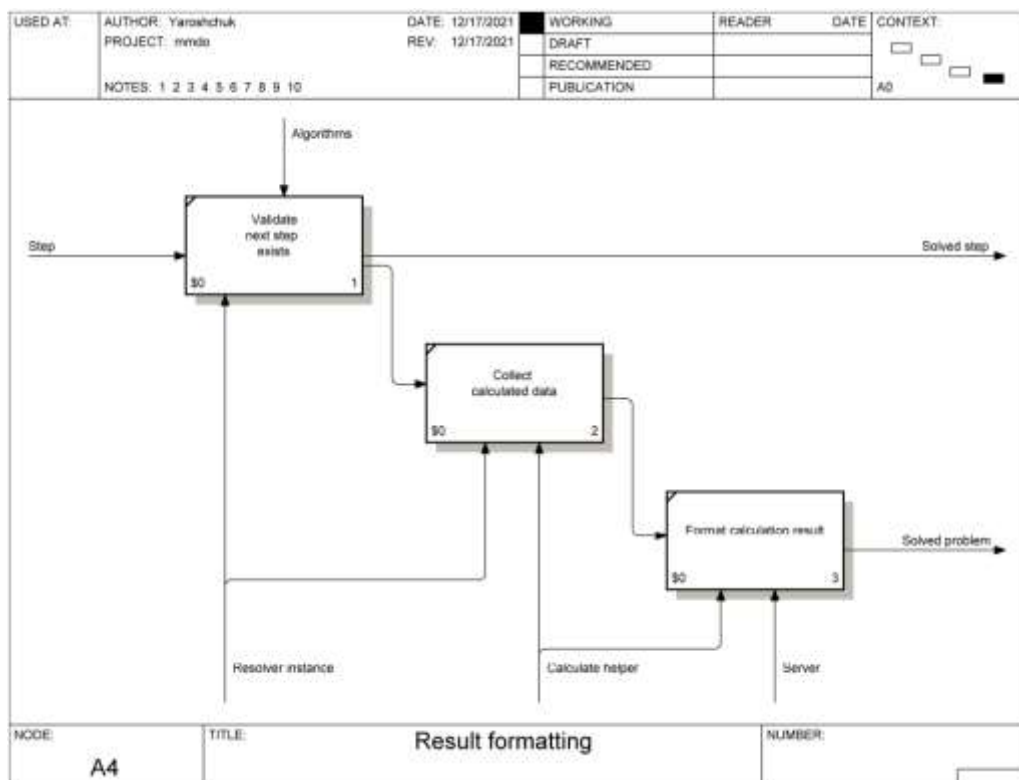 USED AT:
AUTHOR: Yaroshchuk
DATE: 12/17/2021
WORKING
READER
DATE
CONTEXT:
PROJECT: mmdo
REV: 12/17/2021
DRAFT
RECOMMENDED
NOTES: 1 2 3 4 5 6 7 8 9 10
PUBLICATION
A0
Algorithms
Validate
next step
exists
Step
Solved step
$0
1
Collect
calculated data
$0
2
Format calculation result
Solved problem
$0
3
Resolver instance
Calculate helper
Server
NODE:
TITLE:
Result formatting
NUMBER:
A4